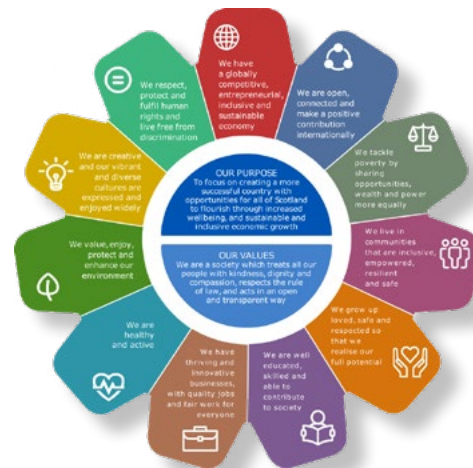 We have
a globally
competitive,
entrepreneurial,
inclusive and
sustainable
economy
We are open,
connected and
make a positive
contribution
internationally
We tackle
poverty by
sharing
opportunities,
wealth and power
more equally
We live in
communities
that are inclusive,
empowered,
resilient
and safe
We grow up
loved, safe and
respected so
that we
realise our
full potential
We are well
educated,
skilled and
able to
contribute
to society
We have
thriving and
innovative
businesses,
with quality jobs
and fair work for
everyone
We are
healthy
and active
We value, enjoy,
protect and
enhance our
environment
We are creative
and our vibrant
and diverse
cultures are
expressed and
enjoyed widely
We respect,
protect and
fulfil human
rights and
live free from
discrimination
OUR PURPOSE
To focus on creating a more
successful country with
opportunities for all of Scotland
to flourish through increased
wellbeing, and sustainable and
inclusive economic growth
OUR VALUES
We are a society which treats all our
people with kindness, dignity and
compassion, respects the rule
of law, and acts in an open
and transparent way